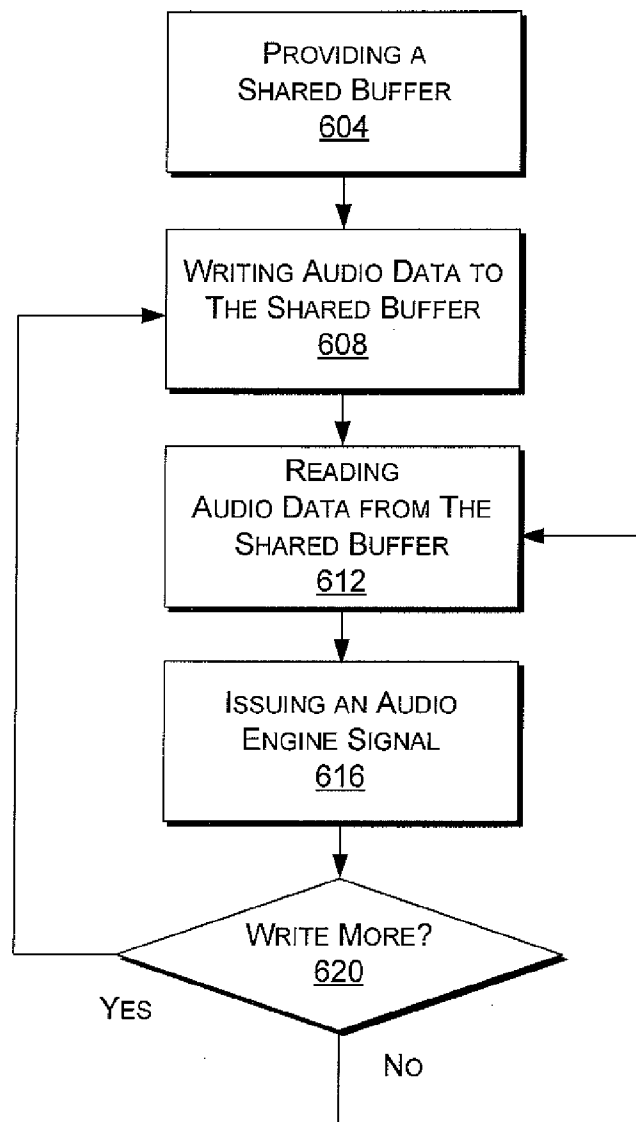 PROVIDING A
SHARED BUFFER
604
WRITING AUDIO DATA TO
THE SHARED BUFFER
608
READING
AUDIO DATA FROM THE
SHARED BUFFER
612
ISSUING AN AUDIO
ENGINE SIGNAL
616
WRITE MORE?
620
YES
NO